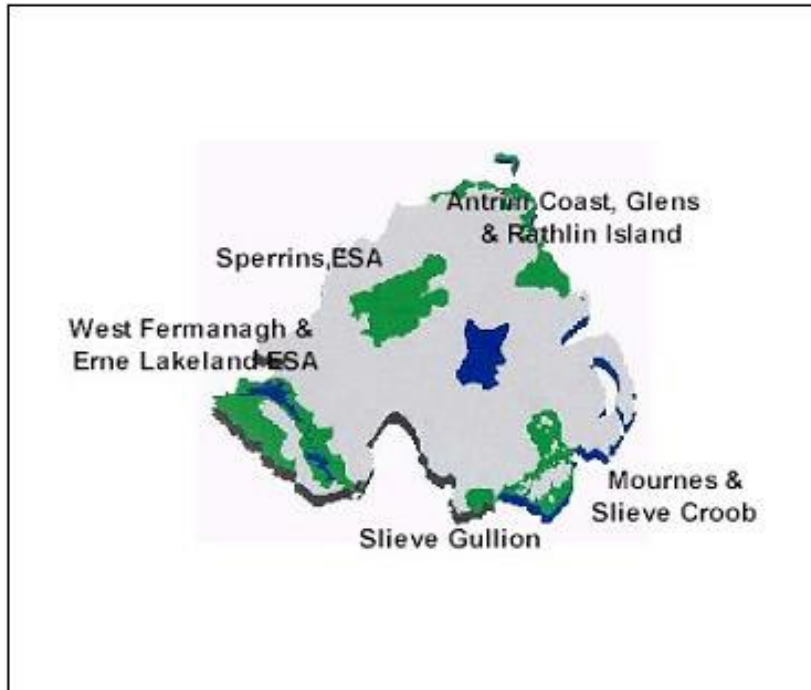 Antrim Coast, Glens
& Rathlin Island
Sperrins,ESA
West Fermanagh &
Erne Lakeland ESA
Mournes &
Slieve Croob
Slieve Gullion